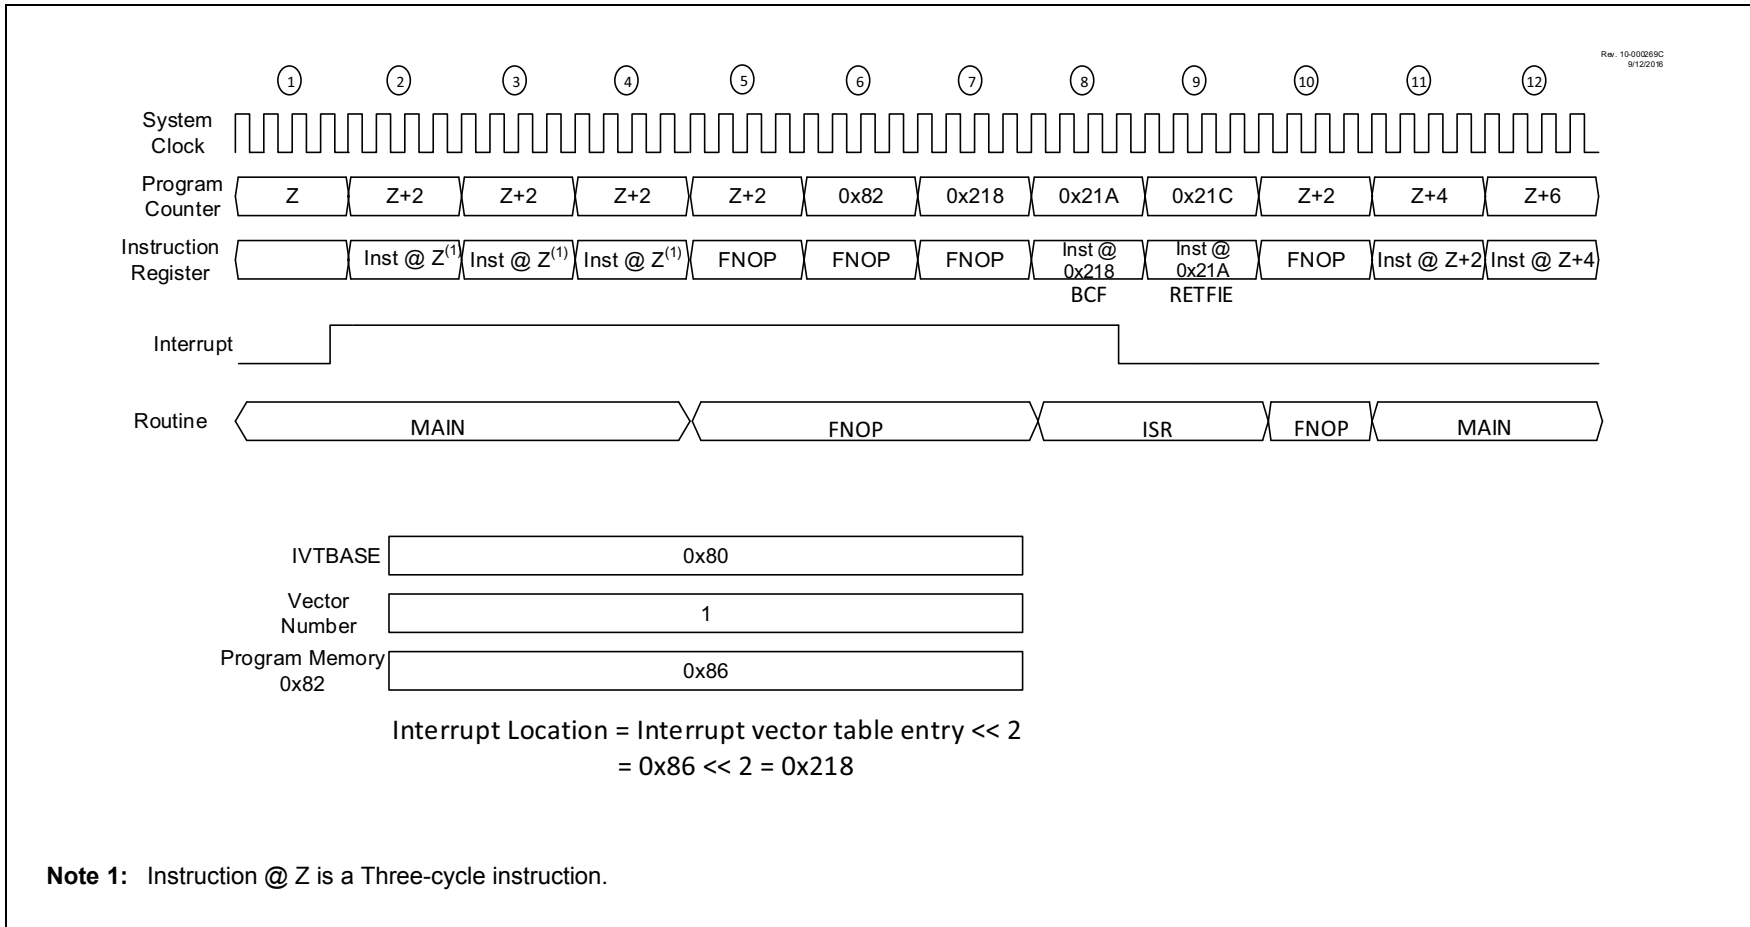 Rev. 10-000269C
9/12/2016
1 2 3 4 5 6 7 8 9 10 11 12
System
Clock
Program
Counter
Z Z+2 Z+2 Z+2 Z+2 0x82 0x218 0x21A 0x21C Z+2 Z+4 Z+6
Instruction
Register
Inst @ Z(1) Inst @ Z(1) Inst @ Z(1) FNOP FNOP FNOP
Inst @
0x218
BCF
Inst @
0x21A
RETFIE
FNOP Inst @ Z+2 Inst @ Z+4
Interrupt
Routine MAIN FNOP ISR FNOP MAIN
IVTBASE 0x80
Vector
Number
1
Program Memory
0x82
0x86
Interrupt Location = Interrupt vector table entry << 2
= 0x86 << 2 = 0x218
Note 1: Instruction @ Z is a Three-cycle instruction.